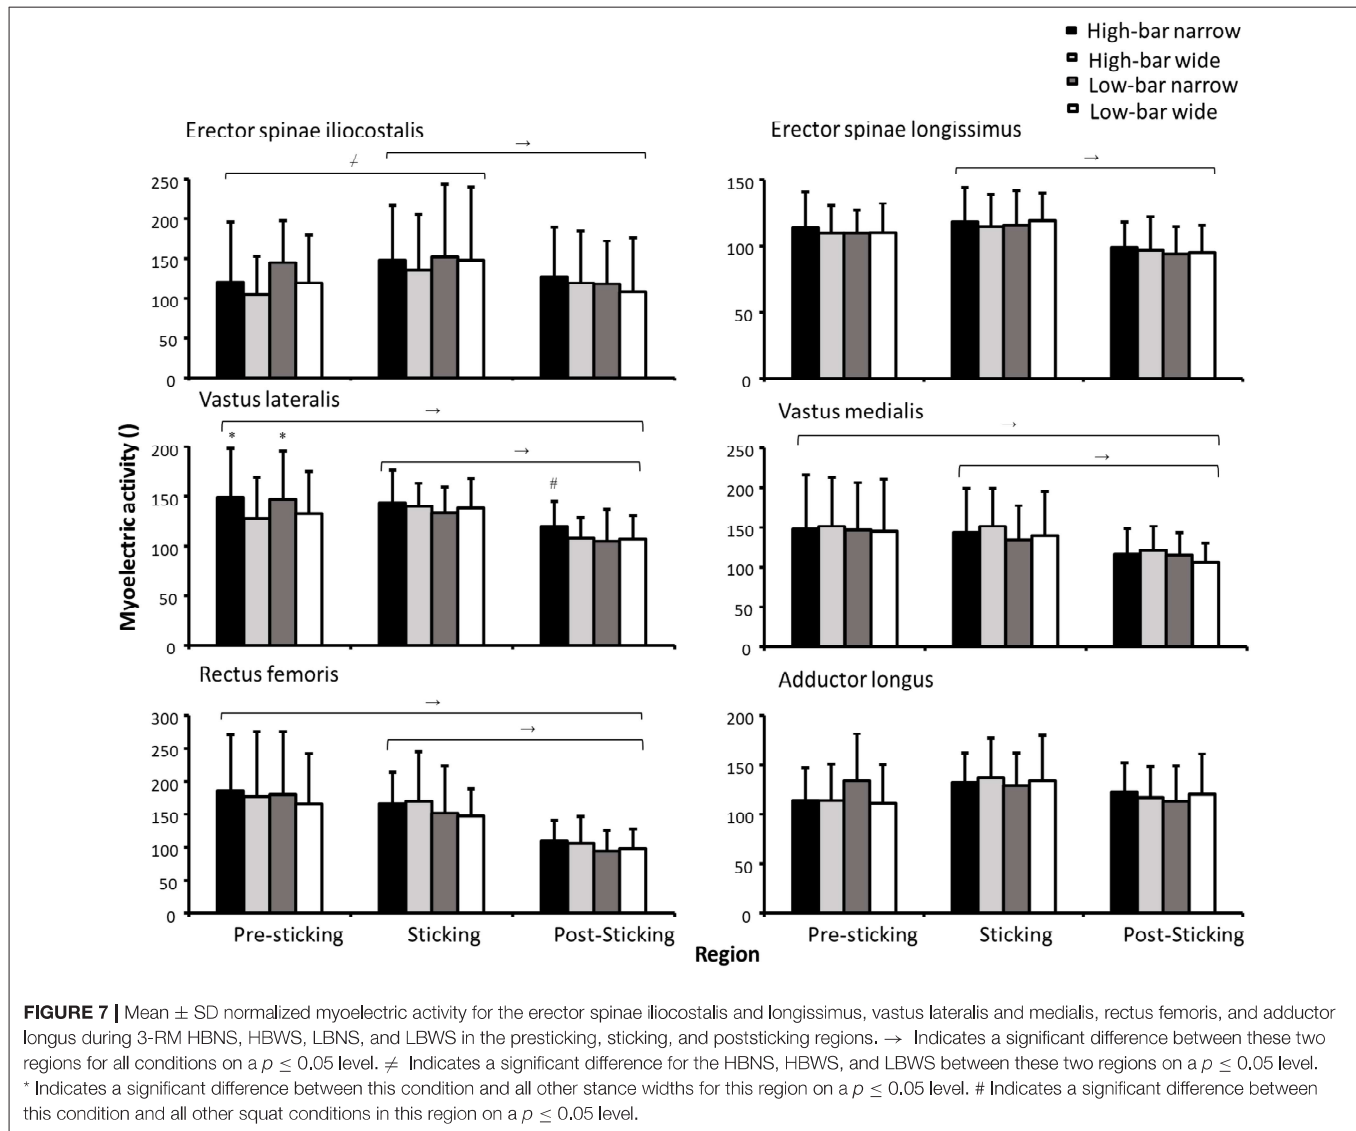 High-bar narrow
High-bar wide
Low-bar narrow
Low-bar wide
Erector spinae iliocostalis
≠
→
250
200
150
100
50
0
Erector spinae longissimus
→
150
100
50
0
Myoelectric activity ()
Vastus lateralis
→
→
* *
#
200
150
100
50
0
Vastus medialis
→
→
250
200
150
100
50
0
Rectus femoris
→
→
300
250
200
150
100
50
0
Pre-sticking Sticking Post-Sticking
Adductor longus
200
150
100
50
0
Pre-sticking Sticking Post-Sticking
Region
FIGURE 7 | Mean ± SD normalized myoelectric activity for the erector spinae iliocostalis and longissimus, vastus lateralis and medialis, rectus femoris, and adductor
longus during 3-RM HBNS, HBWS, LBNS, and LBWS in the presticking, sticking, and poststicking regions. → Indicates a significant difference between these two
regions for all conditions on a p ≤ 0.05 level. ≠ Indicates a significant difference for the HBNS, HBWS, and LBWS between these two regions on a p ≤ 0.05 level.
* Indicates a significant difference between this condition and all other stance widths for this region on a p ≤ 0.05 level. # Indicates a significant difference between
this condition and all other squat conditions in this region on a p ≤ 0.05 level.